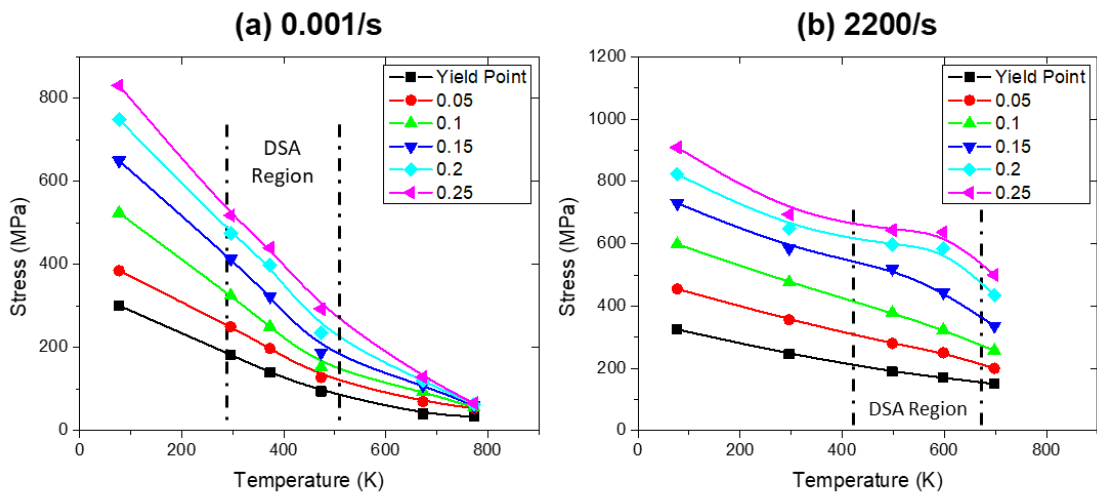 (a) 0.001/s
Stress (MPa)
800
600
400
200
0
0
200
400
600
800
Temperature (K)
DSA
Region
Yield Point
0.05
0.1
0.15
0.2
0.25
(b) 2200/s
Stress (MPa)
1200
1000
800
600
400
200
0
0
200
400
600
800
Temperature (K)
Yield Point
0.05
0.1
0.15
0.2
0.25
DSA Region